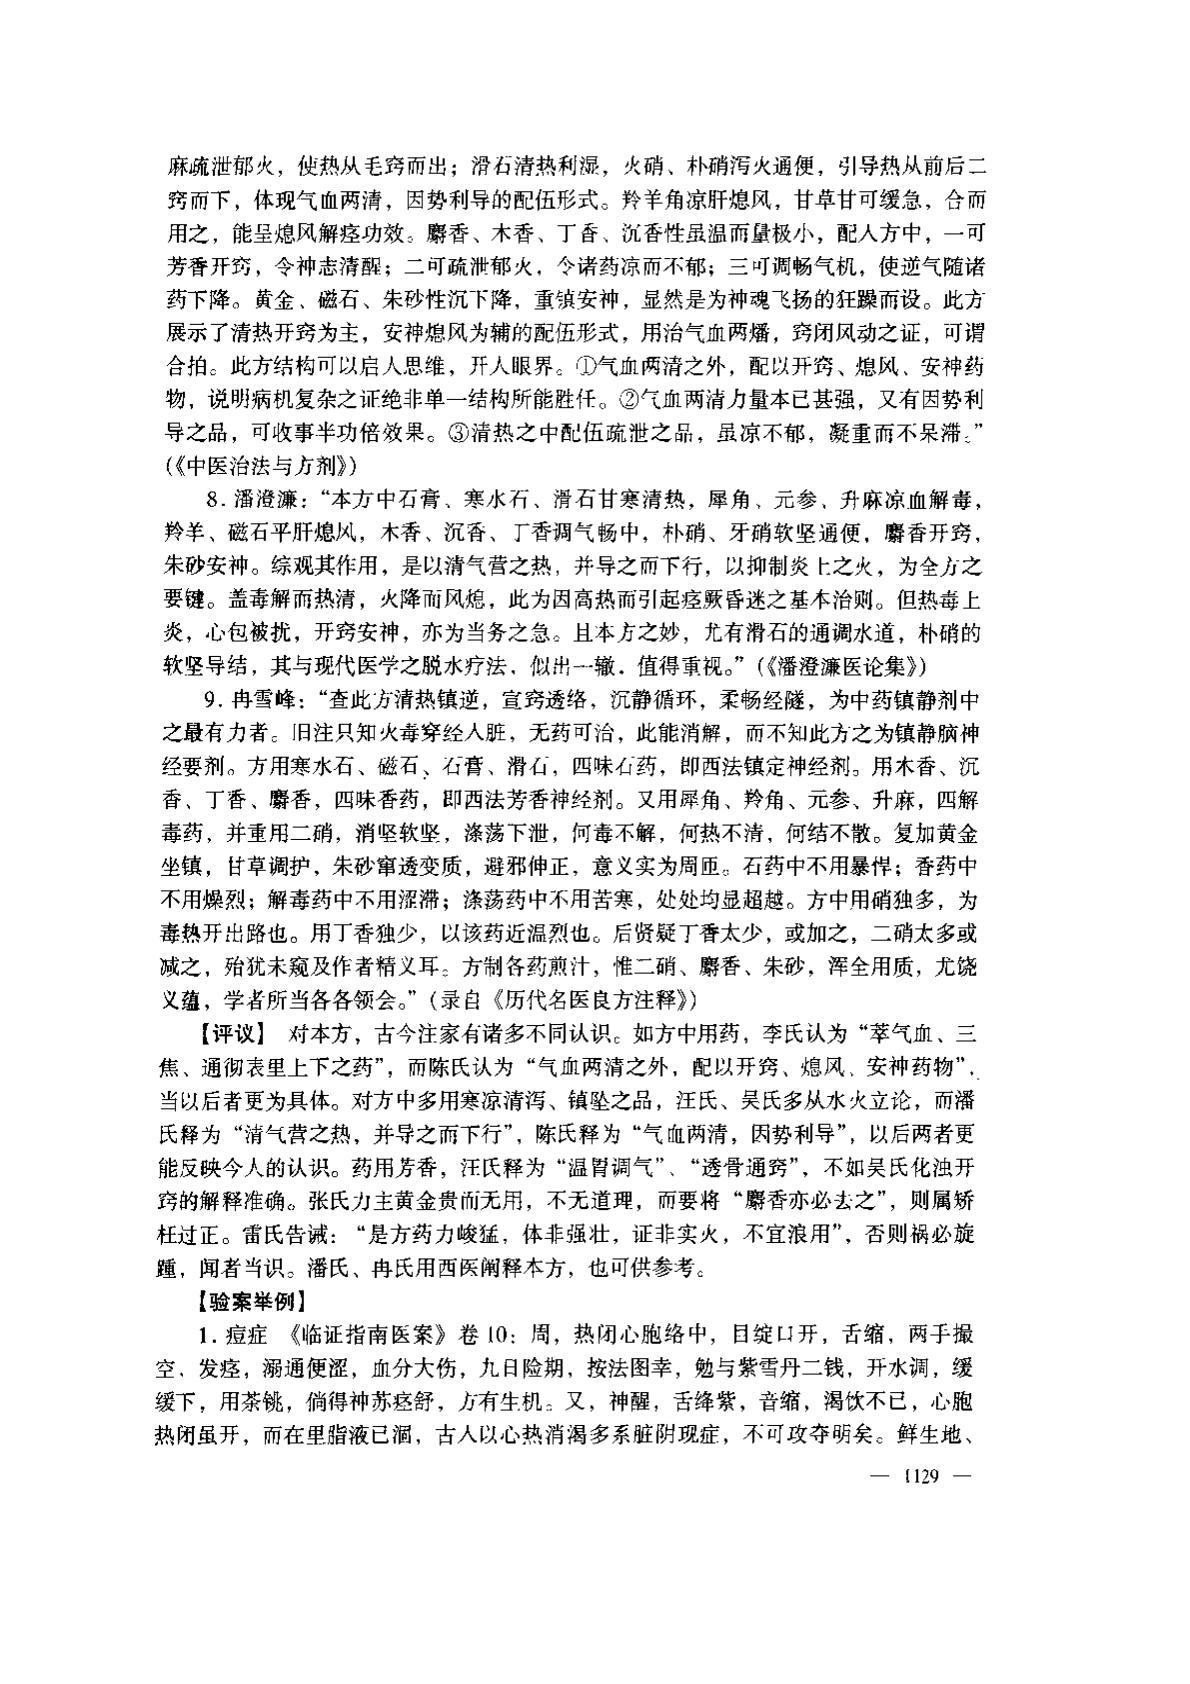 麻疏泄郁火，使热从毛窍而出；滑石清热利湿，火硝、朴硝泻火通便，引导热从前后二
窍而下，体现气血两清，因势利导的配伍形式。羚羊角凉肝熄风，甘草甘可缓急，合而
用之，能呈熄风解痉功效。麝香、木香、丁香、沉香性虽温而量极小，配入方中，一可
芳香开窍，令神志清醒；二可疏泄郁火，令诸药凉而不郁；三可调畅气机，使逆气随诸
药下降。黄金、磁石、朱砂性沉下降，重镇安神，显然是为神魂飞扬的狂躁而设。此方
展示了清热开窍为主，安神熄风为辅的配伍形式，用治气血两燔，窍闭风动之证，可谓
合拍。此方结构可以启人思维，开人眼界。①气血两清之外，配以开窍、熄风、安神药
物，说明病机复杂之证绝非单一结构所能胜任。②气血两清力量本已甚强，又有因势利
导之品，可收事半功倍效果。③清热之中配伍疏泄之品，虽凉不郁，凝重而不呆滞。”
(《中医治法与方剂》)
8. 潘澄濂：“本方中石膏、寒水石、滑石甘寒清热，犀角、元参、升麻凉血解毒，
羚羊、磁石平肝熄风，木香、沉香、丁香调气畅中，朴硝、牙硝软坚通便，麝香开窍，
朱砂安神。综观其作用，是以清气营之热，并导之而下行，以抑制炎上之火，为全方之
要键。盖毒解而热清，火降而风熄，此为因高热而引起痉厥昏迷之基本治则。但热毒上
炎，心包被扰，开窍安神，亦为当务之急。且本方之妙，尤有滑石的通调水道，朴硝的
软坚导结，其与现代医学之脱水疗法，似出一辙，值得重视。”(《潘澄濂医论集》)
9. 冉雪峰：“查此方清热镇逆，宣窍透络，沉静循环，柔畅经隧，为中药镇静剂中
之最有力者。旧注只知火毒穿经入脏，无药可治，此能消解，而不知此方之为镇静脑神
经要剂。方用寒水石、磁石、石膏、滑石，四味石药，即西法镇定神经剂。用木香、沉
香、丁香、麝香，四味香药，即西法芳香神经剂。又用犀角、羚角、元参、升麻，四解
毒药，并重用二硝，消坚软坚，涤荡下泄，何毒不解，何热不清，何结不散。复加黄金
坐镇，甘草调护，朱砂窜透变质，避邪伸正，意义实为周匝。石药中不用暴悍；香药中
不用燥烈；解毒药中不用涩滞；涤荡药中不用苦寒，处处均显超越。方中用硝独多，为
毒热开出路也。用丁香独少，以该药近温烈也。后贤疑丁香太少，或加之，二硝太多或
减之，殆犹未窥及作者精义耳。方制各药煎汁，惟二硝、麝香、朱砂，浑全用质，尤饶
义蕴，学者所当各各领会。”(录自《历代名医良方注释》)
【评议】 对本方，古今注家有诸多不同认识。如方中用药，李氏认为“萃气血、三
焦、通彻表里上下之药”，而陈氏认为“气血两清之外，配以开窍、熄风、安神药物”，
当以后者更为具体。对方中多用寒凉清泻、镇坠之品，汪氏、吴氏多从水火立论，而潘
氏释为“清气营之热，并导之而下行”，陈氏释为“气血两清，因势利导”，以后两者更
能反映今人的认识。药用芳香，汪氏释为“温胃调气”、“透骨通窍”，不如吴氏化浊开
窍的解释准确。张氏力主黄金贵而无用，不无道理，而要将“麝香亦必去之”，则属矫
枉过正。雷氏告诫：“是方药力峻猛，体非强壮，证非实火，不宜浪用”，否则祸必旋
踵，闻者当识。潘氏、冉氏用西医阐释本方，也可供参考。
【验案举例】
1. 痘症 《临证指南医案》卷 10：周，热闭心胞络中，目绽口开，舌缩，两手撮
空、发痉，溺通便涩，血分大伤，九日险期，按法图幸，勉与紫雪丹二钱，开水调，缓
缓下，用茶铫，倘得神苏痉舒，方有生机。又，神醒，舌绛紫，音缩，渴饮不已，心胞
热闭虽开，而在里脂液已涸，古人以心热消渴多系脏阴现症，不可攻夺明矣。鲜生地、
— 1129 —